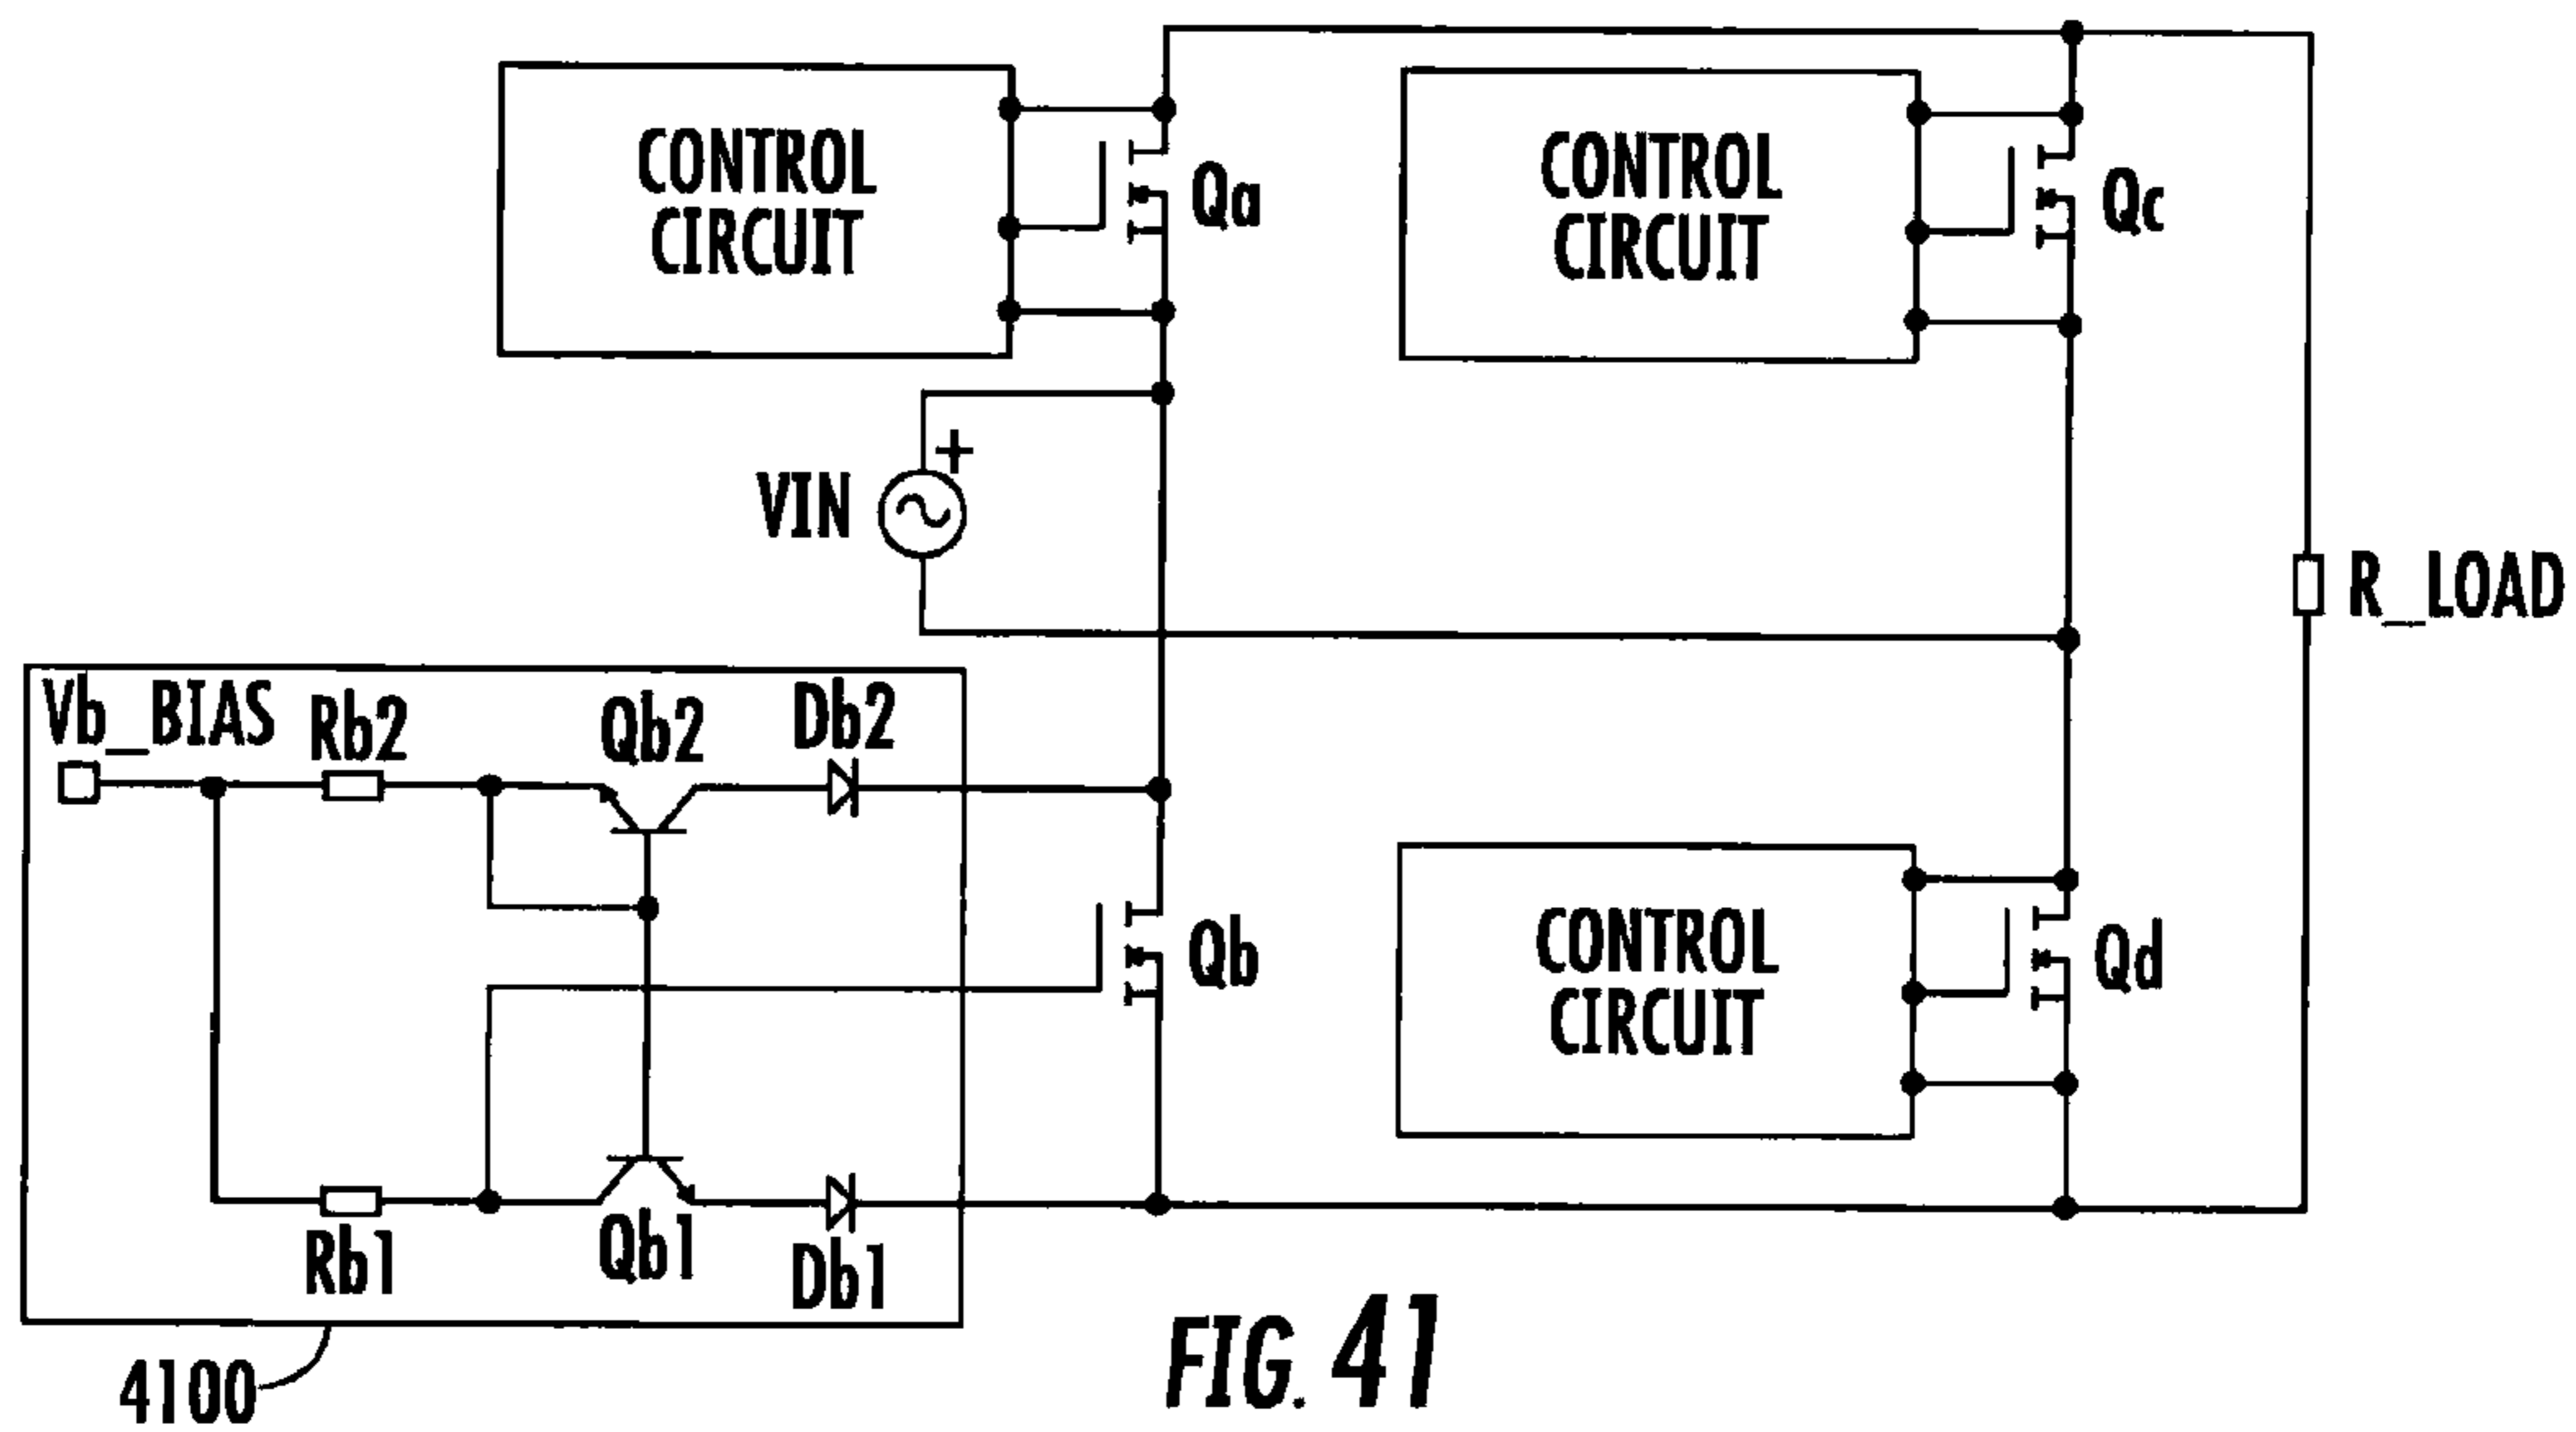 CONTROL
CIRCUIT
Qa
CONTROL
CIRCUIT
Qc
+
VIN
R_LOAD
Vb_BIAS
Rb2
Qb2
Db2
Qb
CONTROL
CIRCUIT
Qd
Rb1
Qb1
Db1
4100
FIG. 41